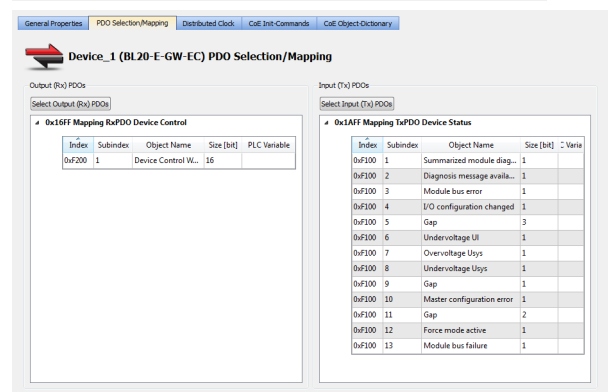 General Properties PDO Selection/Mapping Distributed Clock CoE Init-Commands CoE Object-Dictionary
Device_1 (BL20-E-GW-EC) PDO Selection/Mapping
Output (Rx) PDOs
Select Output (Rx) PDOs
0x16FF Mapping RxPDO Device Control
Index Subindex Object Name Size [bit] PLC Variable
0xF200 1 Device Control W... 16
Input (Tx) PDOs
Select Input (Tx) PDOs
0x1AFF Mapping TxPDO Device Status
Index Subindex Object Name Size [bit] C Varia
0xF100 1 Summarized module diag... 1
0xF100 2 Diagnosis message availa... 1
0xF100 3 Module bus error 1
0xF100 4 I/O configuration changed 1
0xF100 5 Gap 3
0xF100 6 Undervoltage UI 1
0xF100 7 Overvoltage Usys 1
0xF100 8 Undervoltage Usys 1
0xF100 9 Gap 1
0xF100 10 Master configuration error 1
0xF100 11 Gap 2
0xF100 12 Force mode active 1
0xF100 13 Module bus failure 1